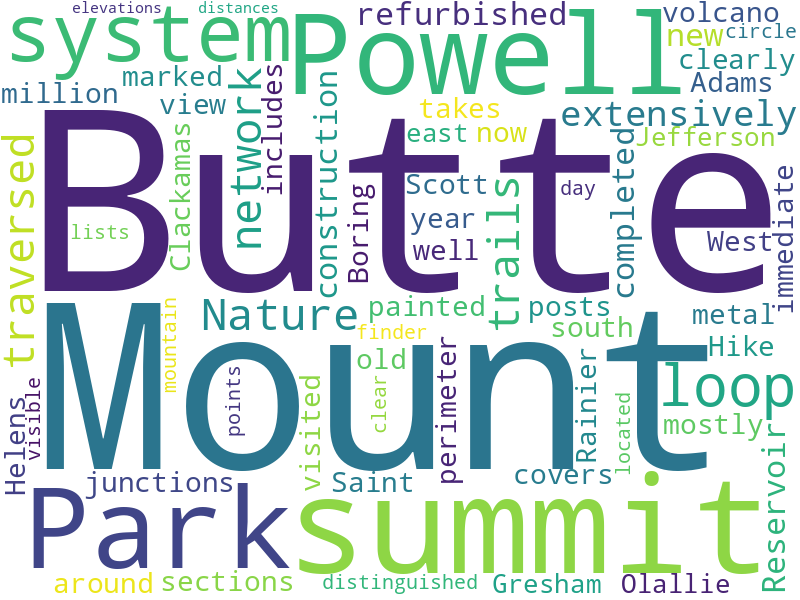 elevations distances
system Powell refurbished volcano
new circle
million marked view clearly
Adams
network includes construction takes extensively
traversed Clackamas east now Jefferson
Butte
Boring Scott trails day completed
lists year well West immediate
Nature painted posts metal
Mount
mountain finder south Hike
old Rainier loop
Helens visible points visited clear perimeter located mostly
junctions Saint covers Reservoir
Park summit
around sections distinguished Gresham Olallie